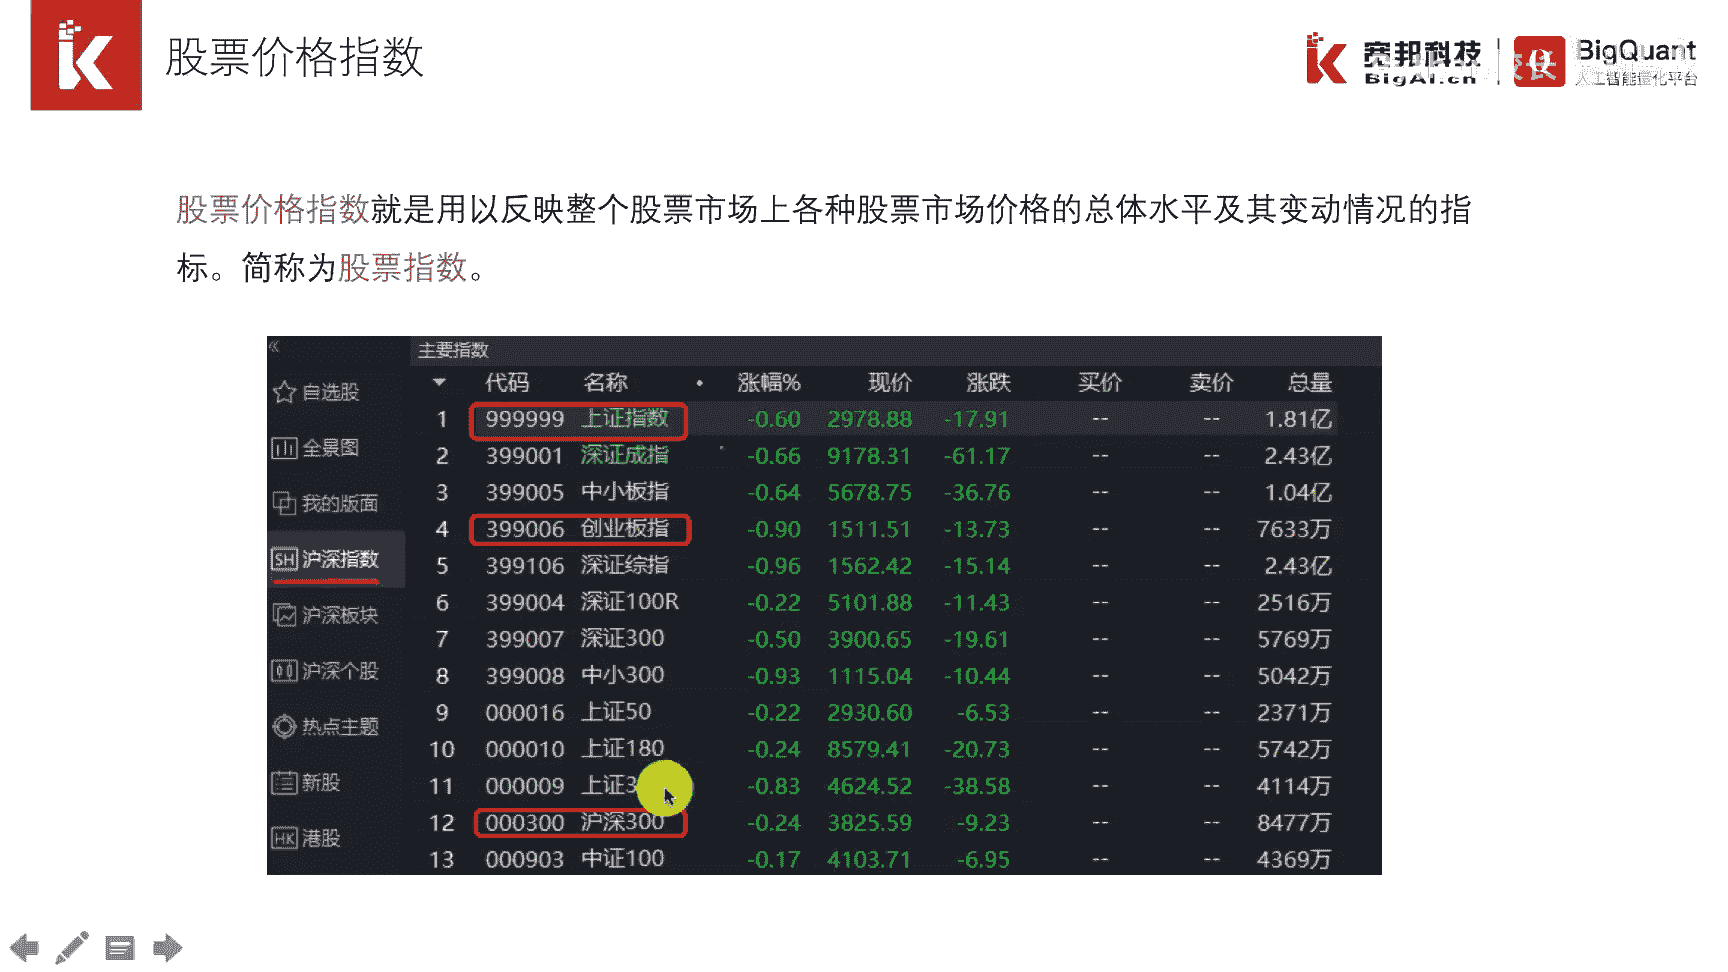 股票价格指数
宽邦科技
BigAI.cn
BigQuant
人工智能量化平台
股票价格指数就是用以反映整个股票市场上各种股票市场价格的总体水平及其变动情况的指
标。简称为股票指数。
主要指数
代码 名称 涨幅% 现价 涨跌 买价 卖价 总量
自选股
全景图
我的版面
SH 沪深指数
沪深板块
沪深个股
热点主题
新股
HK 港股
1 999999 上证指数 -0.60 2978.88 -17.91 -- -- 1.81亿
2 399001 深证成指 -0.66 9178.31 -61.17 -- -- 2.43亿
3 399005 中小板指 -0.64 5678.75 -36.76 -- -- 1.04亿
4 399006 创业板指 -0.90 1511.51 -13.73 -- -- 7633万
5 399106 深证综指 -0.96 1562.42 -15.14 -- -- 2.43亿
6 399004 深证100R -0.22 5101.88 -11.43 -- -- 2516万
7 399007 深证300 -0.50 3900.65 -19.61 -- -- 5769万
8 399008 中小300 -0.93 1115.04 -10.44 -- -- 5042万
9 000016 上证50 -0.22 2930.60 -6.53 -- -- 2371万
10 000010 上证180 -0.24 8579.41 -20.73 -- -- 5742万
11 000009 上证3 -0.83 4624.52 -38.58 -- -- 4114万
12 000300 沪深300 -0.24 3825.59 -9.23 -- -- 8477万
13 000903 中证100 -0.17 4103.71 -6.95 -- -- 4369万